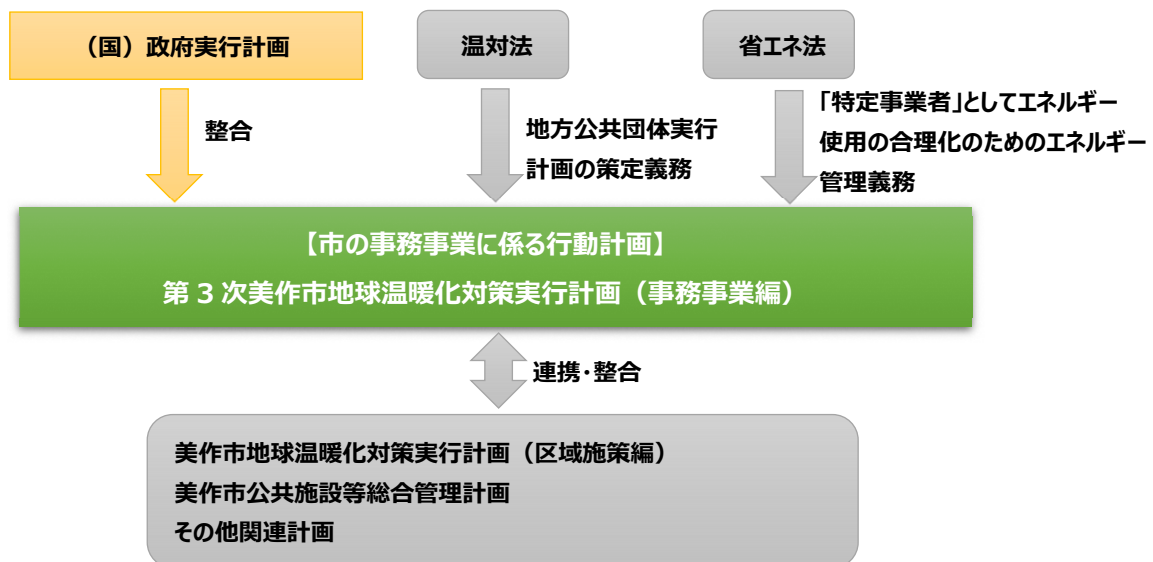 （国）政府実行計画
温対法
省エネ法
整合
地方公共団体実行
計画の策定義務
「特定事業者」としてエネルギー
使用の合理化のためのエネルギー
管理義務
【市の事務事業に係る行動計画】
第３次美作市地球温暖化対策実行計画（事務事業編）
連携・整合
美作市地球温暖化対策実行計画（区域施策編）
美作市公共施設等総合管理計画
その他関連計画